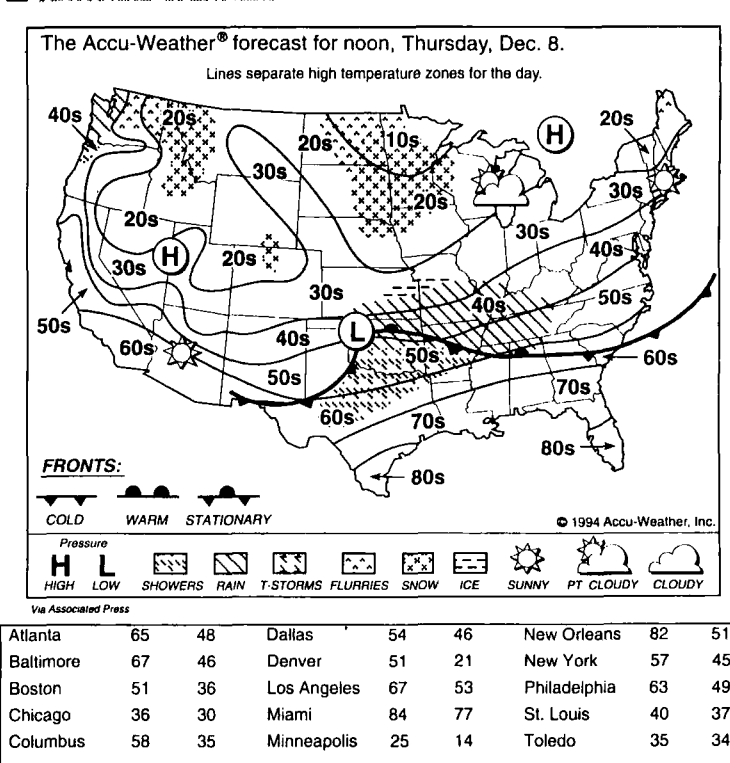 The Accu-Weather® forecast for noon, Thursday, Dec. 8.
Lines separate high temperature zones for the day.
40s
20s
20s
10s
H
20s
30s
20s
30s
20s
30s
40s
H
20s
30s
30s
40s
50s
50s
60s
40s
L
50s
60s
50s
70s
60s
70s
80s
80s
FRONTS:
COLD WARM STATIONARY
© 1994 Accu-Weather, Inc.
Pressure
H L
HIGH LOW SHOWERS RAIN T-STORMS FLURRIES SNOW ICE SUNNY PT CLOUDY CLOUDY
Via Associated Press
Atlanta 65 48 Dallas 54 46 New Orleans 82 51
Baltimore 67 46 Denver 51 21 New York 57 45
Boston 51 36 Los Angeles 67 53 Philadelphia 63 49
Chicago 36 30 Miami 84 77 St. Louis 40 37
Columbus 58 35 Minneapolis 25 14 Toledo 35 34